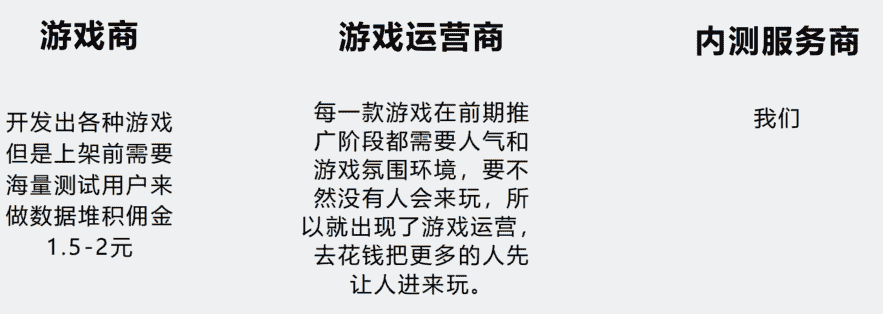 游戏商
开发出各种游戏
但是上架前需要
海量测试用户来
做数据堆积佣金
1.5-2元
游戏运营商
每一款游戏在前期推
广阶段都需要人气和
游戏氛围环境，要不
然没有人会来玩，所
以就出现了游戏运营，
去花钱把更多的人先
让人进来玩。
内测服务商
我们